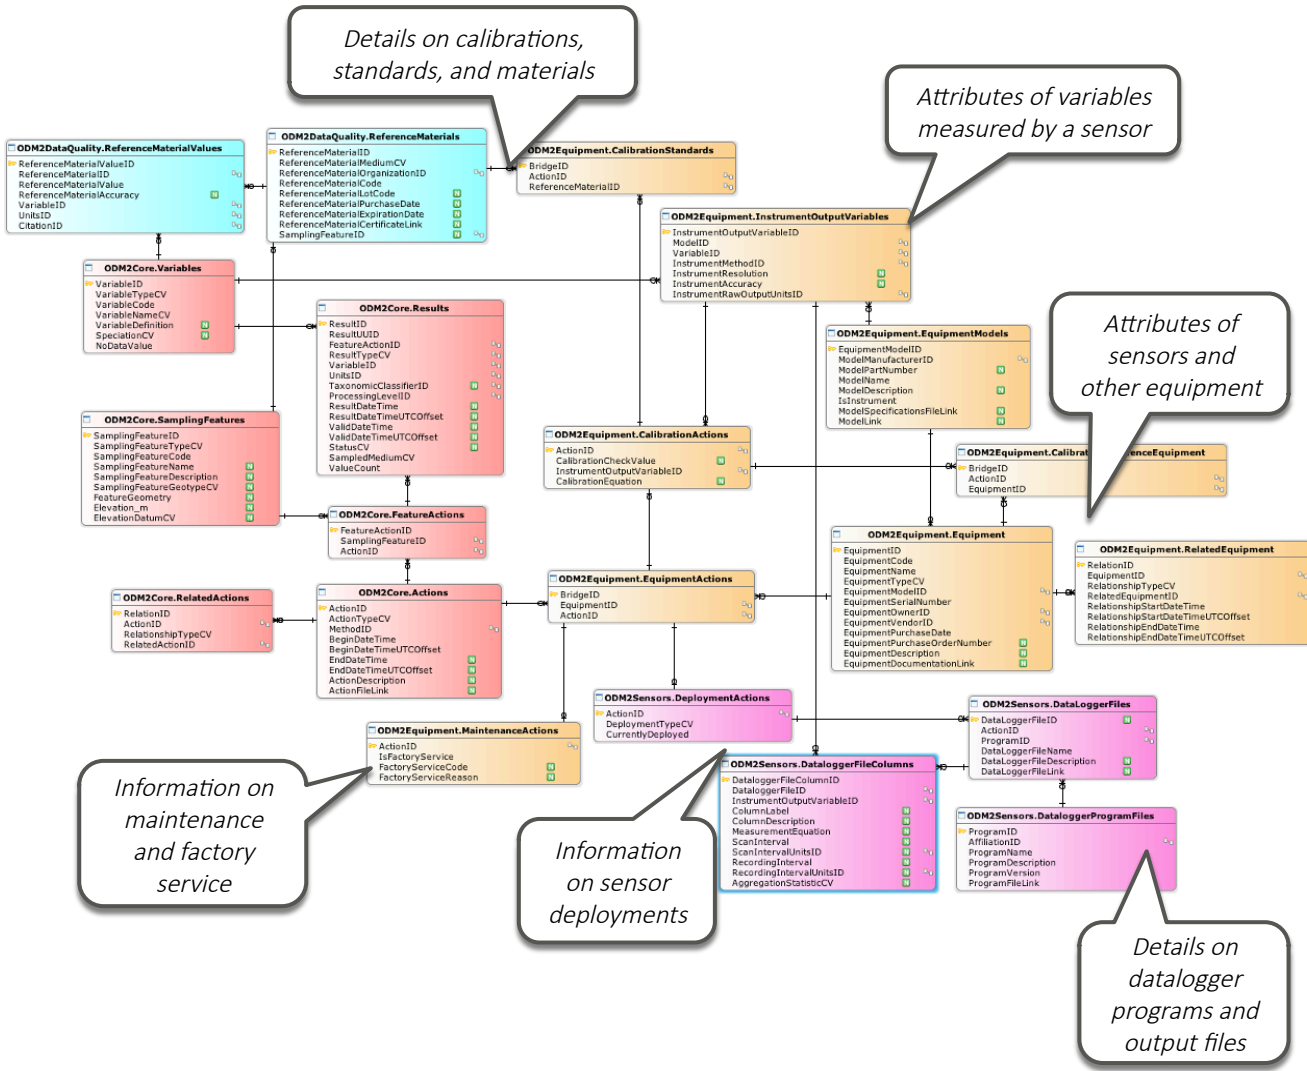 Details on calibrations,
standards, and materials
Attributes of variables
measured by a sensor
ODM2DataQuality.ReferenceMaterialValues
ReferenceMaterialValueID
ReferenceMaterialID
ReferenceMaterialValue
ReferenceMaterialAccuracy N
VariableID
UnitsID
CitationID
ODM2DataQuality.ReferenceMaterials
ReferenceMaterialID
ReferenceMaterialMediumCV
ReferenceMaterialOrganizationID
ReferenceMaterialCode
ReferenceMaterialLotCode N
ReferenceMaterialPurchaseDate N
ReferenceMaterialExpirationDate N
ReferenceMaterialCertificateLink N
SamplingFeatureID N
ODM2Equipment.CalibrationStandards
BridgeID
ActionID
ReferenceMaterialID
ODM2Equipment.InstrumentOutputVariables
InstrumentOutputVariableID
ModelID
VariableID
InstrumentMethodID
InstrumentResolution N
InstrumentAccuracy N
InstrumentRawOutputUnitsID
ODM2Core.Variables
VariableID
VariableTypeCV
VariableCode
VariableNameCV
VariableDefinition N
SpeciationCV N
NoDataValue
ODM2Core.Results
ResultID
ResultUUID
FeatureActionID
ResultTypeCV
VariableID
UnitsID
TaxonomicClassifierID N
ProcessingLevelID
ResultDateTime N
ResultDateTimeUTCOffset N
ValidDateTime N
ValidDateTimeUTCOffset N
StatusCV N
SampledMediumCV
ValueCount
ODM2Equipment.EquipmentModels
EquipmentModelID
ModelManufacturerID
ModelPartNumber N
ModelName
ModelDescription N
IsInstrument
ModelSpecificationsFileLink N
ModelLink N
Attributes of
sensors and
other equipment
ODM2Core.SamplingFeatures
SamplingFeatureID
SamplingFeatureTypeCV
SamplingFeatureCode
SamplingFeatureName N
SamplingFeatureDescription N
SamplingFeatureGeotypeCV N
FeatureGeometry N
Elevation_m N
ElevationDatumCV N
ODM2Equipment.CalibrationActions
ActionID
CalibrationCheckValue N
InstrumentOutputVariableID
CalibrationEquation N
ODM2Equipment.Calibrat erenceEquipment
BridgeID
ActionID
EquipmentID
ODM2Core.FeatureActions
FeatureActionID
SamplingFeatureID
ActionID
ODM2Equipment.Equipment
EquipmentID
EquipmentCode
EquipmentName
EquipmentTypeCV
EquipmentModelID
EquipmentSerialNumber
EquipmentOwnerID
EquipmentVendorID
EquipmentPurchaseDate
EquipmentPurchaseOrderNumber N
EquipmentDescription N
EquipmentDocumentationLink N
ODM2Equipment.RelatedEquipment
RelationID
EquipmentID
RelationshipTypeCV
RelatedEquipmentID
RelationshipStartDateTime
RelationshipStartDateTimeUTCOffset
RelationshipEndDateTime
RelationshipEndDateTimeUTCOffset
ODM2Core.RelatedActions
RelationID
ActionID
RelationshipTypeCV
RelatedActionID
ODM2Core.Actions
ActionID
ActionTypeCV
MethodID
BeginDateTime
BeginDateTimeUTCOffset
EndDateTime N
EndDateTimeUTCOffset N
ActionDescription N
ActionFileLink N
ODM2Equipment.EquipmentActions
BridgeID
EquipmentID
ActionID
ODM2Sensors.DeploymentActions
ActionID
DeploymentTypeCV
CurrentlyDeployed
ODM2Sensors.DataLoggerFiles
DataLoggerFileID N
ActionID
ProgramID
DataLoggerFileName
DataLoggerFileDescription N
DataLoggerFileLink N
ODM2Equipment.MaintenanceActions
ActionID
IsFactoryService
FactoryServiceCode N
FactoryServiceReason N
ODM2Sensors.DataloggerFileColumns
DataloggerFileColumnID
DataloggerFileID
InstrumentOutputVariableID
ColumnLabel N
ColumnDescription N
MeasurementEquation N
ScanInterval N
ScanIntervalUnitsID N
RecordingInterval N
RecordingIntervalUnitsID N
AggregationStatisticCV N
ODM2Sensors.DataloggerProgramFiles
ProgramID
AffiliationID
ProgramName
ProgramDescription
ProgramVersion
ProgramFileLink
Information on
maintenance
and factory
service
Information
on sensor
deployments
Details on
datalogger
programs and
output files